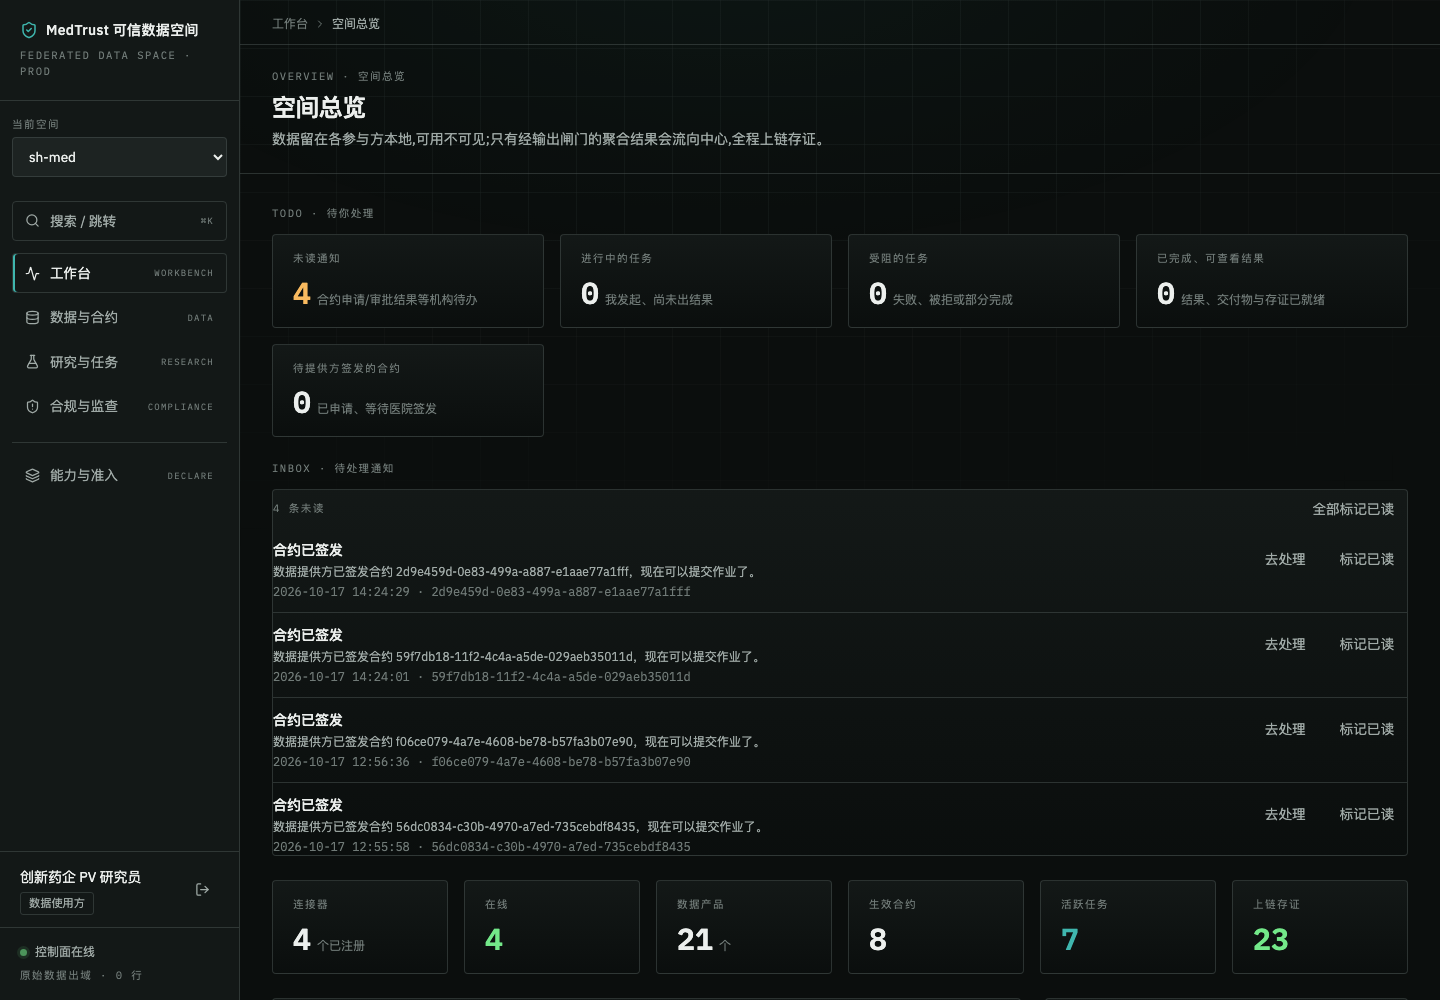 MedTrust 可信数据空间
FEDERATED DATA SPACE ·
PROD
当前空间
sh-med
搜索 / 跳转 ⌘K
工作台 WORKBENCH
数据与合约 DATA
研究与任务 RESEARCH
合规与监查 COMPLIANCE
能力与准入 DECLARE
创新药企 PV 研究员
数据使用方
控制面在线
原始数据出域 · 0 行
工作台 › 空间总览
OVERVIEW · 空间总览
空间总览
数据留在各参与方本地,可用不可见;只有经输出闸门的聚合结果会流向中心,全程上链存证。
TODO · 待你处理
未读通知
4 合约申请/审批结果等机构待办
进行中的任务
0 我发起、尚未出结果
受阻的任务
0 失败、被拒或部分完成
已完成、可查看结果
0 结果、交付物与存证已就绪
待提供方签发的合约
0 已申请、等待医院签发
INBOX · 待处理通知
4 条未读 全部标记已读
合约已签发
数据提供方已签发合约 2d9e459d-0e83-499a-a887-e1aae77a1fff，现在可以提交作业了。
2026-10-17 14:24:29 · 2d9e459d-0e83-499a-a887-e1aae77a1fff
去处理 标记已读
合约已签发
数据提供方已签发合约 59f7db18-11f2-4c4a-a5de-029aeb35011d，现在可以提交作业了。
2026-10-17 14:24:01 · 59f7db18-11f2-4c4a-a5de-029aeb35011d
去处理 标记已读
合约已签发
数据提供方已签发合约 f06ce079-4a7e-4608-be78-b57fa3b07e90，现在可以提交作业了。
2026-10-17 12:56:36 · f06ce079-4a7e-4608-be78-b57fa3b07e90
去处理 标记已读
合约已签发
数据提供方已签发合约 56dc0834-c30b-4970-a7ed-735cebdf8435，现在可以提交作业了。
2026-10-17 12:55:58 · 56dc0834-c30b-4970-a7ed-735cebdf8435
去处理 标记已读
连接器
4 个已注册
在线
4
数据产品
21 个
生效合约
8
活跃任务
7
上链存证
23